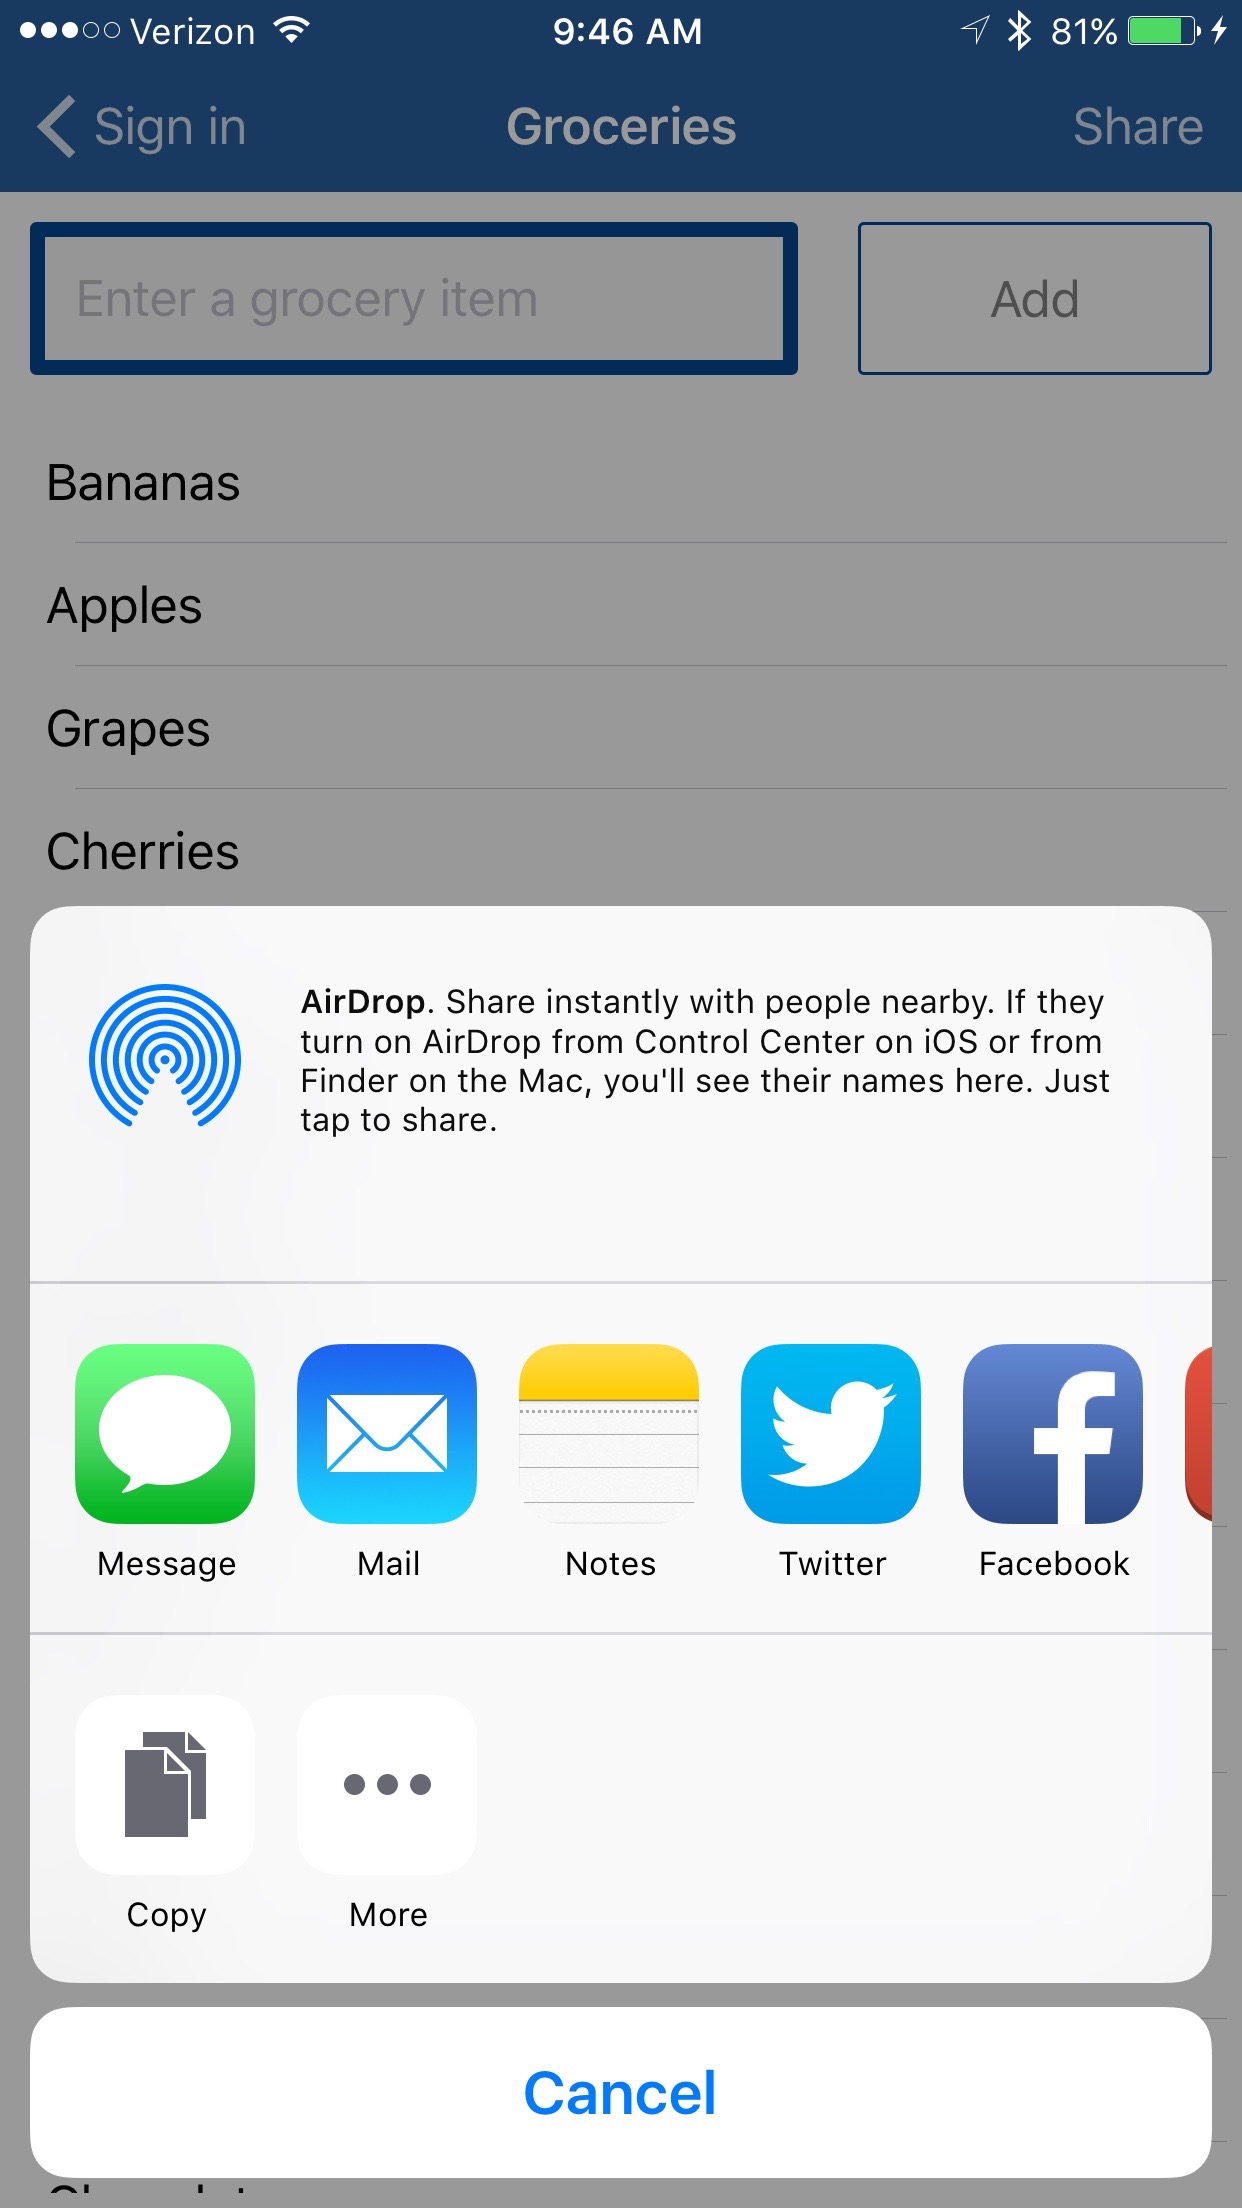 Verizon 9:46 AM 81%
Sign in Groceries Share
Enter a grocery item Add
Bananas
Apples
Grapes
Cherries
AirDrop. Share instantly with people nearby. If they
turn on AirDrop from Control Center on iOS or from
Finder on the Mac, you'll see their names here. Just
tap to share.
Message Mail Notes Twitter Facebook
Copy More
Cancel